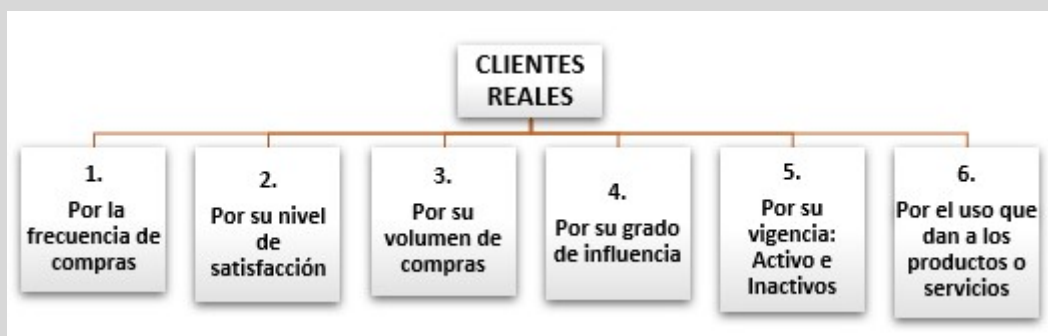 CLIENTES
REALES
1.
Por la
frecuencia de
compras
2.
Por su nivel
de
satisfacción
3.
Por su
volumen de
compras
4.
Por su grado
de influencia
5.
Por su
vigencia:
Activo e
Inactivos
6.
Por el uso que
dan a los
productos o
servicios